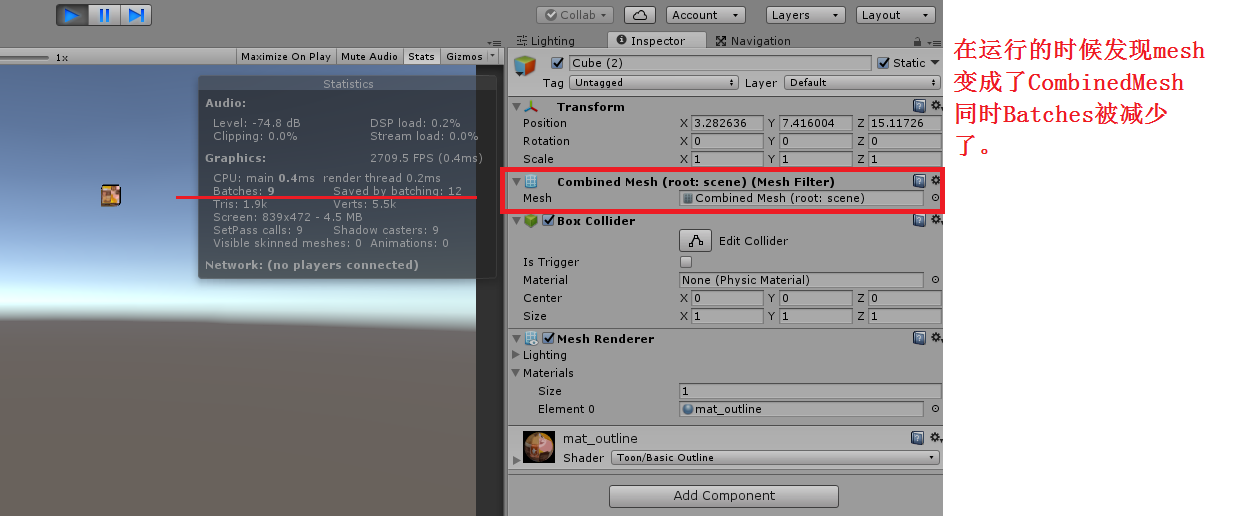 Collab
Account
Layers
Layout
1x
Maximize On Play
Mute Audio
Stats
Gizmos
Statistics
Audio:
Level: -74.8 dB
DSP load: 0.2%
Clipping: 0.0%
Stream load: 0.0%
Graphics:
2709.5 FPS (0.4ms)
CPU: main 0.4ms render thread 0.2ms
Batches: 9
Saved by batching: 12
Tris: 1.9k
Verts: 5.5k
Screen: 839x472 - 4.5 MB
SetPass calls: 9
Shadow casters: 9
Visible skinned meshes: 0 Animations: 0
Network: (no players connected)
Lighting
Inspector
Navigation
Cube (2)
Static
Tag
Untagged
Layer
Default
Transform
Position X 3.282636 Y 7.416004 Z 15.11726
Rotation X 0 Y 0 Z 0
Scale X 1 Y 1 Z 1
Combined Mesh (root: scene) (Mesh Filter)
Mesh
Combined Mesh (root: scene)
Box Collider
Edit Collider
Is Trigger
Material
None (Physic Material)
Center X 0 Y 0 Z 0
Size X 1 Y 1 Z 1
Mesh Renderer
Lighting
Materials
Size
1
Element 0
mat_outline
mat_outline
Shader
Toon/Basic Outline
Add Component
在运行的时候发现mesh
变成了CombinedMesh
同时Batches被减少
了。